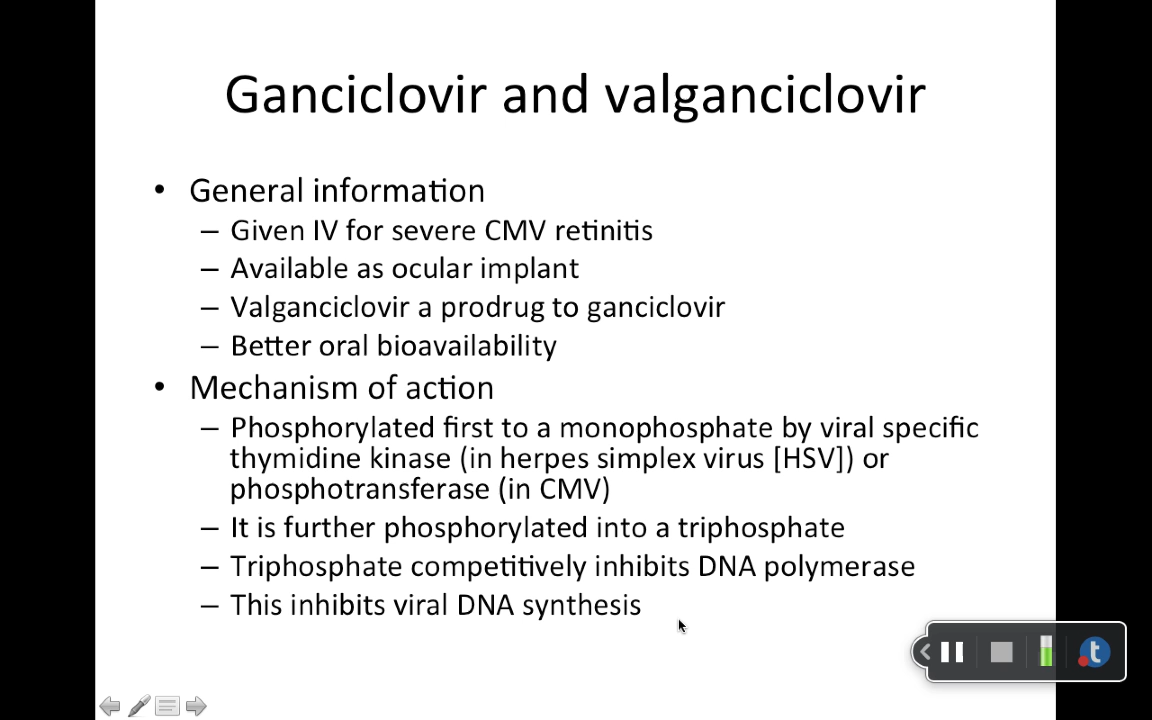 Ganciclovir and valganciclovir
• General information
– Given IV for severe CMV retinitis
– Available as ocular implant
– Valganciclovir a prodrug to ganciclovir
– Better oral bioavailability
• Mechanism of action
– Phosphorylated first to a monophosphate by viral specific
thymidine kinase (in herpes simplex virus [HSV]) or
phosphotransferase (in CMV)
– It is further phosphorylated into a triphosphate
– Triphosphate competitively inhibits DNA polymerase
– This inhibits viral DNA synthesis
t